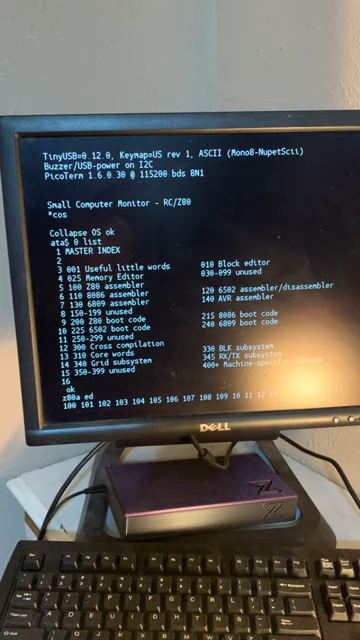 TinyUSB=0.12.0, Keymap=US rev 1, ASCII (Mono8-NupetScii)
Buzzer/USB-power on I2C
PicoTerm 1.6.0.30 @ 115200 bds 8N1
Small Computer Monitor - RC/Z80
*cos
Collapse OS ok
ata$ 0 list
1 MASTER INDEX
2
3 001 Useful little words 010 Block editor
4 025 Memory Editor 030-099 unused
5 100 Z80 assembler 120 6502 assembler/disassembler
6 110 8086 assembler 140 AVR assembler
7 130 6809 assembler
8 150-199 unused
9 200 Z80 boot code 215 8086 boot code
10 225 6502 boot code 240 6809 boot code
11 250-299 unused
12 300 Cross compilation
13 310 Core words 330 BLK subsystem
14 340 Grid subsystem 345 RX/TX subsystem
15 350-399 unused 400+
16
ok
z80a ed
100 101 102 103 104 105 106 107 108 109 10 11 12 13
DELL
Z